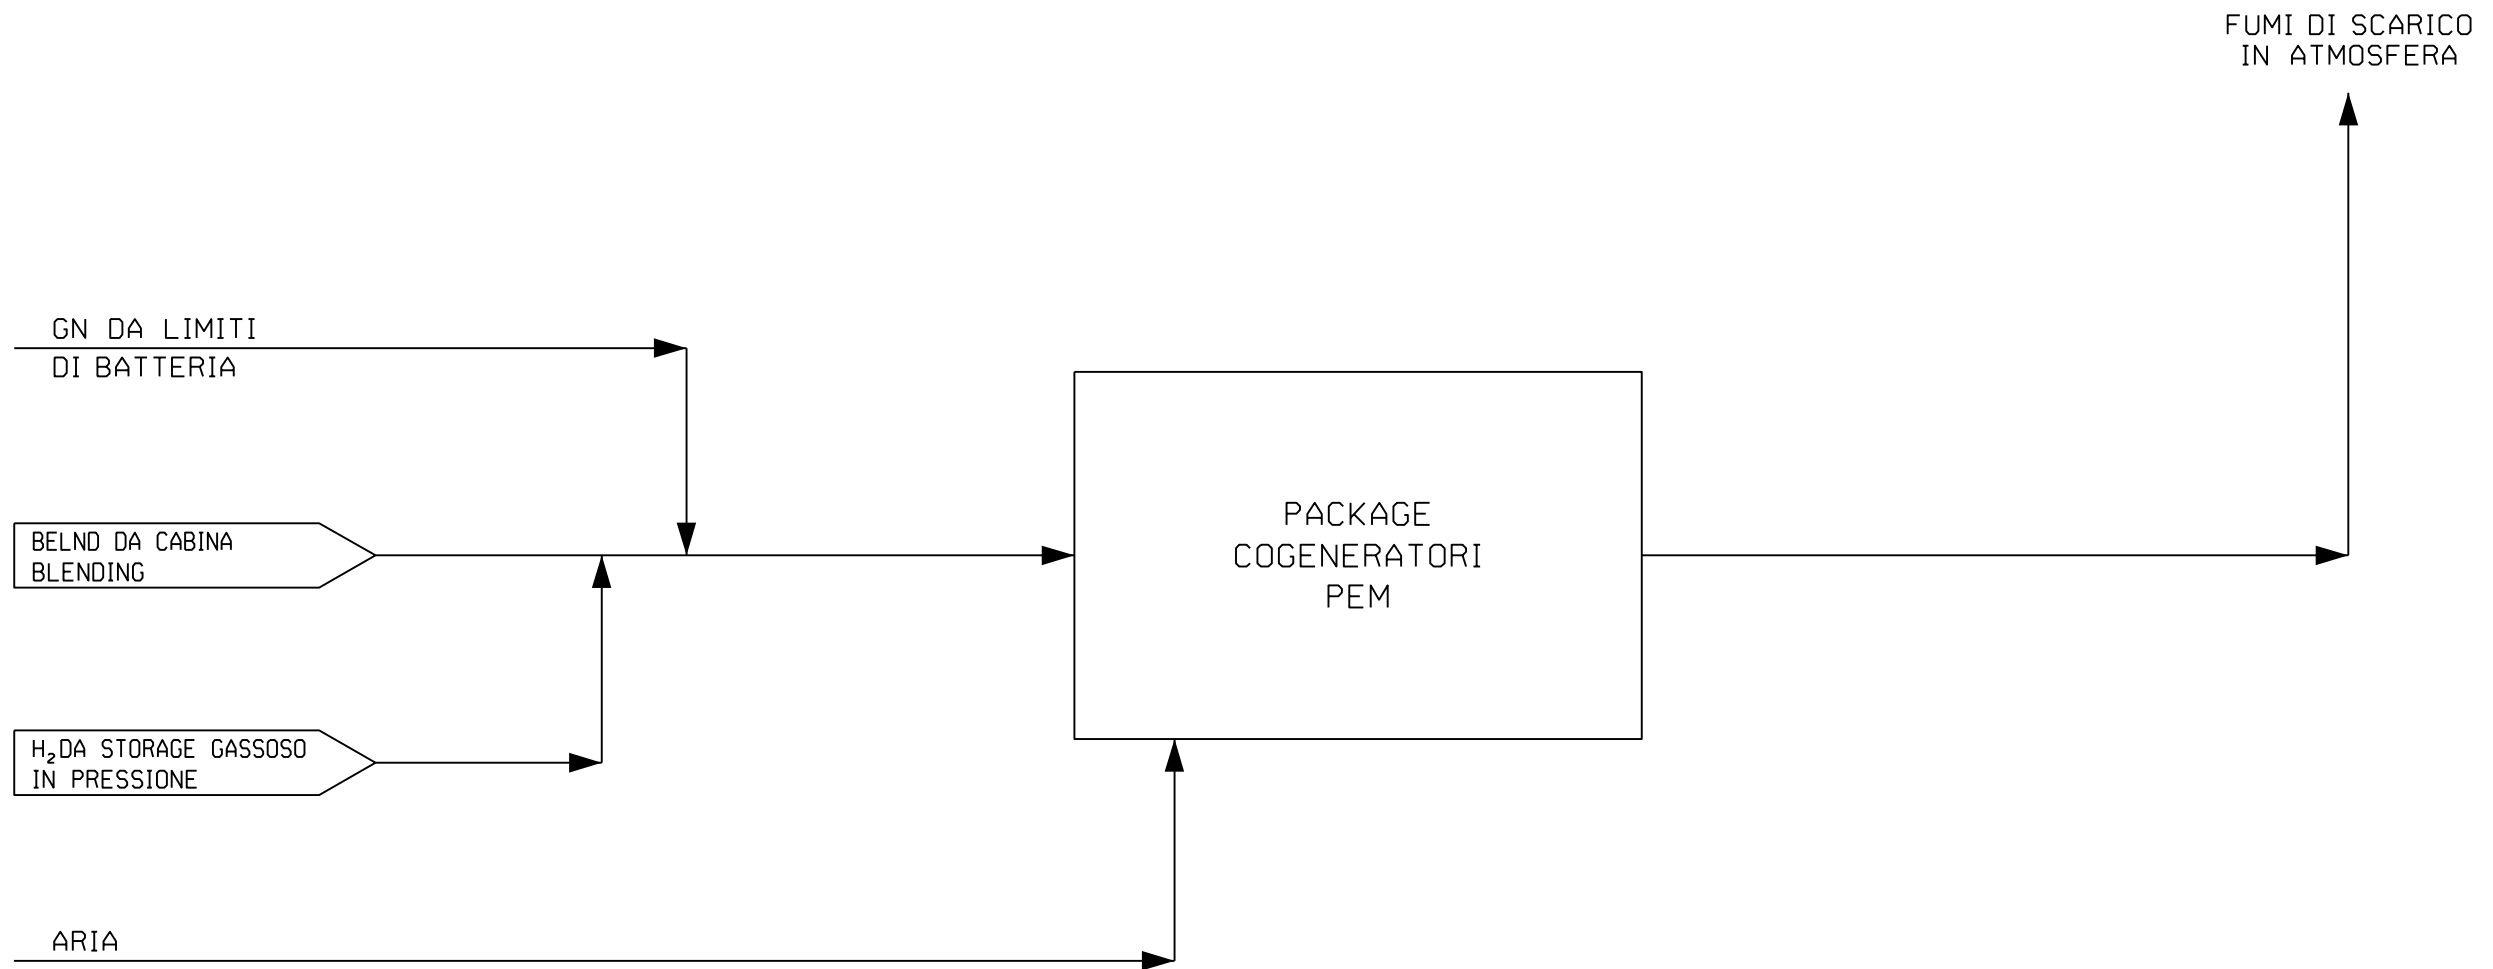 FUMI DI SCARICO
IN ATMOSFERA
GN DA LIMITI
DI BATTERIA
BELND DA CABINA
BLENDING
PACKAGE
COGENERATORI
PEM
H₂DA STORAGE GASSOSO
IN PRESSIONE
ARIA